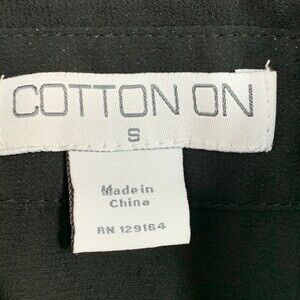 COTTON ON
S
Made in
China
RN 129164